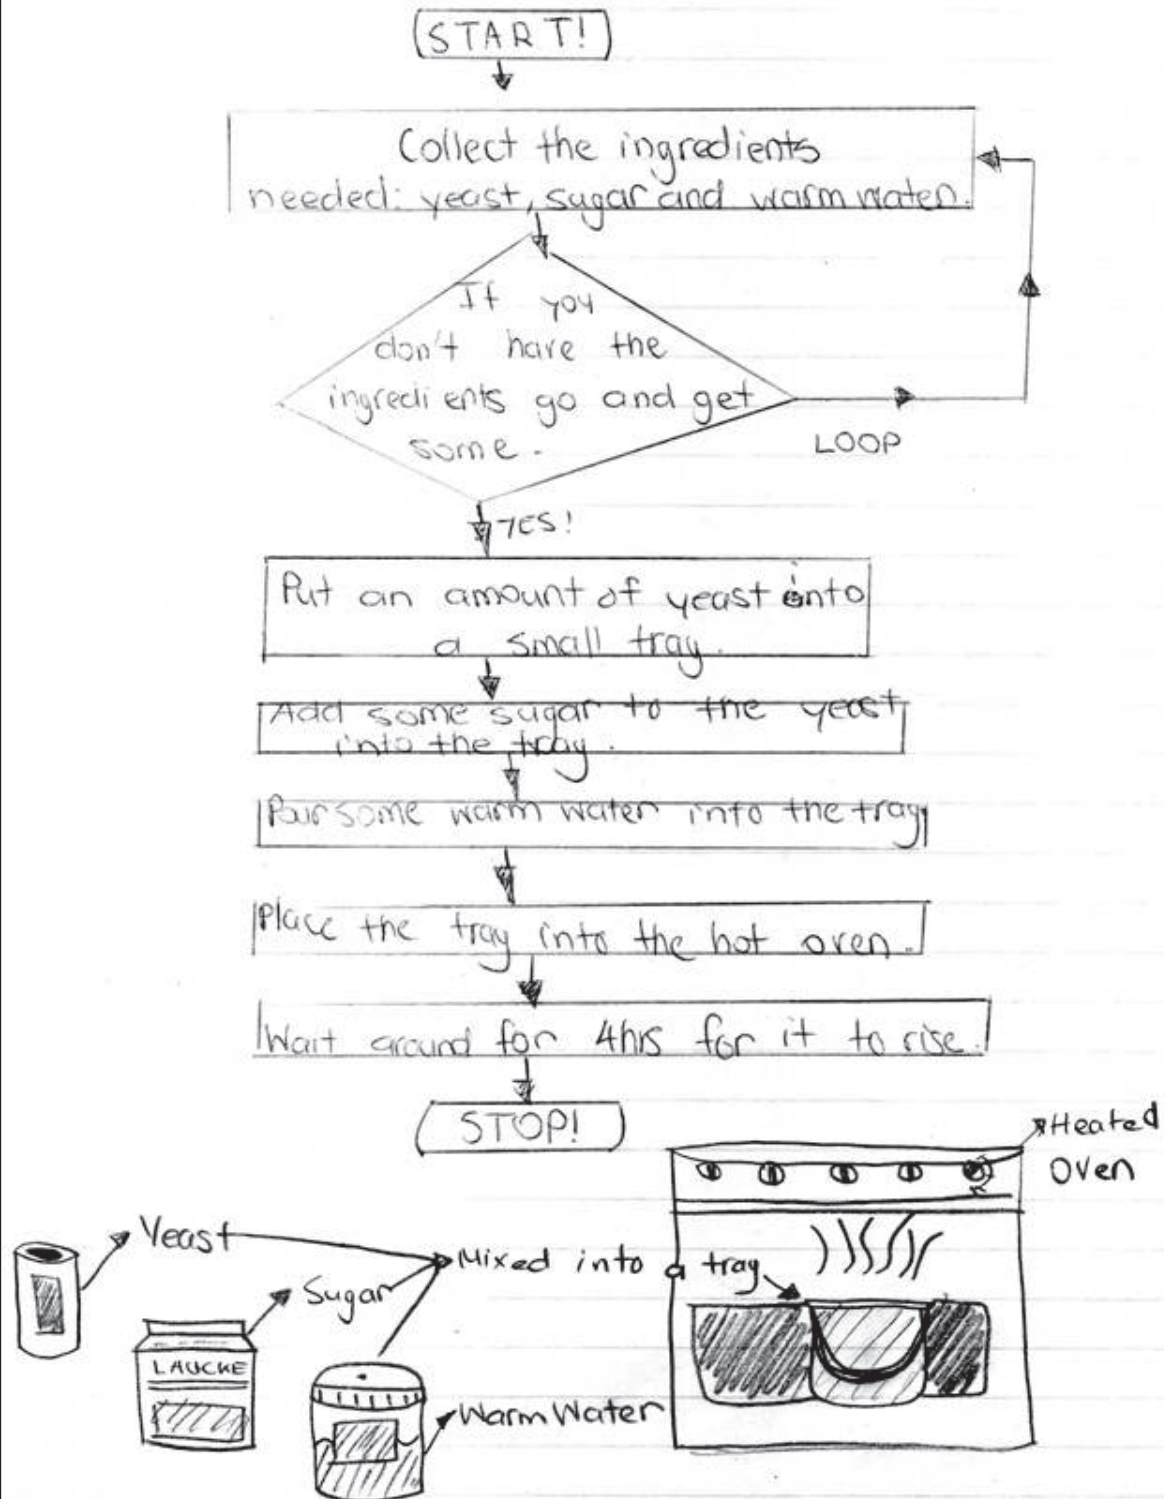 START!
Collect the ingredients
needed: yeast, sugar and warm water.
If you
don't have the
ingredients go and get
some.
LOOP
YES!
Put an amount of yeast into
a small tray.
Add some sugar to the yeast
into the tray.
Pour some warm water into the tray
Place the tray into the hot oven.
Wait around for 4hrs for it to rise.
STOP!
Heated
Oven
Yeast
Mixed into a tray
Sugar
LAUCKE
Warm Water